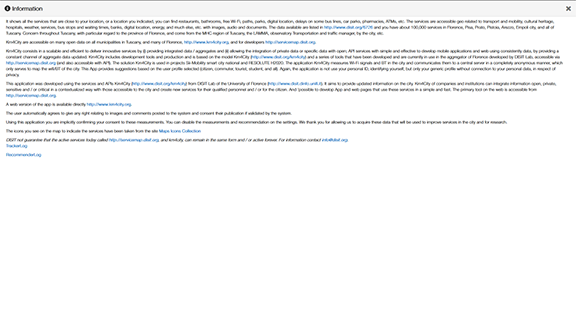 Information
It shows all the services that are close to your location, or a location you indicated; you can find restaurants, bathrooms, free Wi Fi, paths, parks, digital location, delays on some bus lines, car parks, pharmacies, ATMs, etc. The services are accessible geo related to transport and mobility, cultural heritage,
hospitals, weather, services, bus stops and waiting times, banks, digital location, energy, and much else, etc; with images, audio and documents. The data available are listed in http://www.disit.org/6726 and you have about 100,000 services in Florence, Pisa, Prato, Pistoia, Arezzo, Empoli city, and all of
Tuscany. Concern throughout Tuscany, with particular regard to the province of Florence, and come from the MIIC region of Tuscany, the LAMMA, observatory Transportation and traffic manager, by the city, etc.
Km4City are accessible on many open data on all municipalities in Tuscany, and many of Florence, http://www.km4city.org, and for developers http://servicemap.disit.org.
Km4City consists in a scalable and efficient to deliver innovative services by i) providing integrated data / aggregates and ii) allowing the integration of private data or specific data with open; API services with simple and effective to develop mobile applications and web using consistently data, by providing a
constant channel of aggregate data updated. Km4City includes development tools and production and is based on the model Km4City (http://www.disit.org/km4city) and a series of tools that have been developed and are currently in use in the aggregator of Florence developed by DISIT Lab, accessible via
http://servicemap.disit.org (and also accessible with API). The solution Km4City is used in projects Sii-Mobility smart city national and RESOLUTE H2020. The application Km4City measures Wi-Fi signals and BT in the city and communicates them to a central server in a completely anonymous manner, which
only serves to map the wifi/BT of the city. This App provides suggestions based on the user profile selected (citizen, commuter, tourist, student, and all). Again, the application is not use your personal ID, identifying yourself, but only your generic profile without connection to your personal data, in respect of
privacy.
This application was developed using the services and APIs Km4City (http://www.disit.org/km4city) from DISIT Lab of the University of Florence (http://www.disit.dinfo.unifi.it). It aims to provide updated information on the city. Km4City of companies and institutions can integrate information open, private,
sensitive and / or critical in a contextualized way with those accessible to the city and create new services for their qualified personnel and / or for the citizen. And (possible to develop App and web pages that use these services in a simple and fast. The primary tool on the web is accessible from
http://servicemap.disit.org.
A web version of the app is available directly http://www.km4city.org.
The user automatically agrees to give any right relating to images and comments posted to the system and consent their publication if validated by the system.
Using this application you are implicitly confirming your consent to these measurements. You can disable the measurements and recommendation on the settings. We thank you for allowing us to acquire these data that will be used to improve services in the city and for research.
The icons you see on the map to indicate the services have been taken from the site Maps Icons Collection
DISIT not guarantee that the active services today called http://servicemap.disit.org, and km4city, can remain in the same form and / or active forever. For information contact info@disit.org
TrackerLog
RecommenderLog